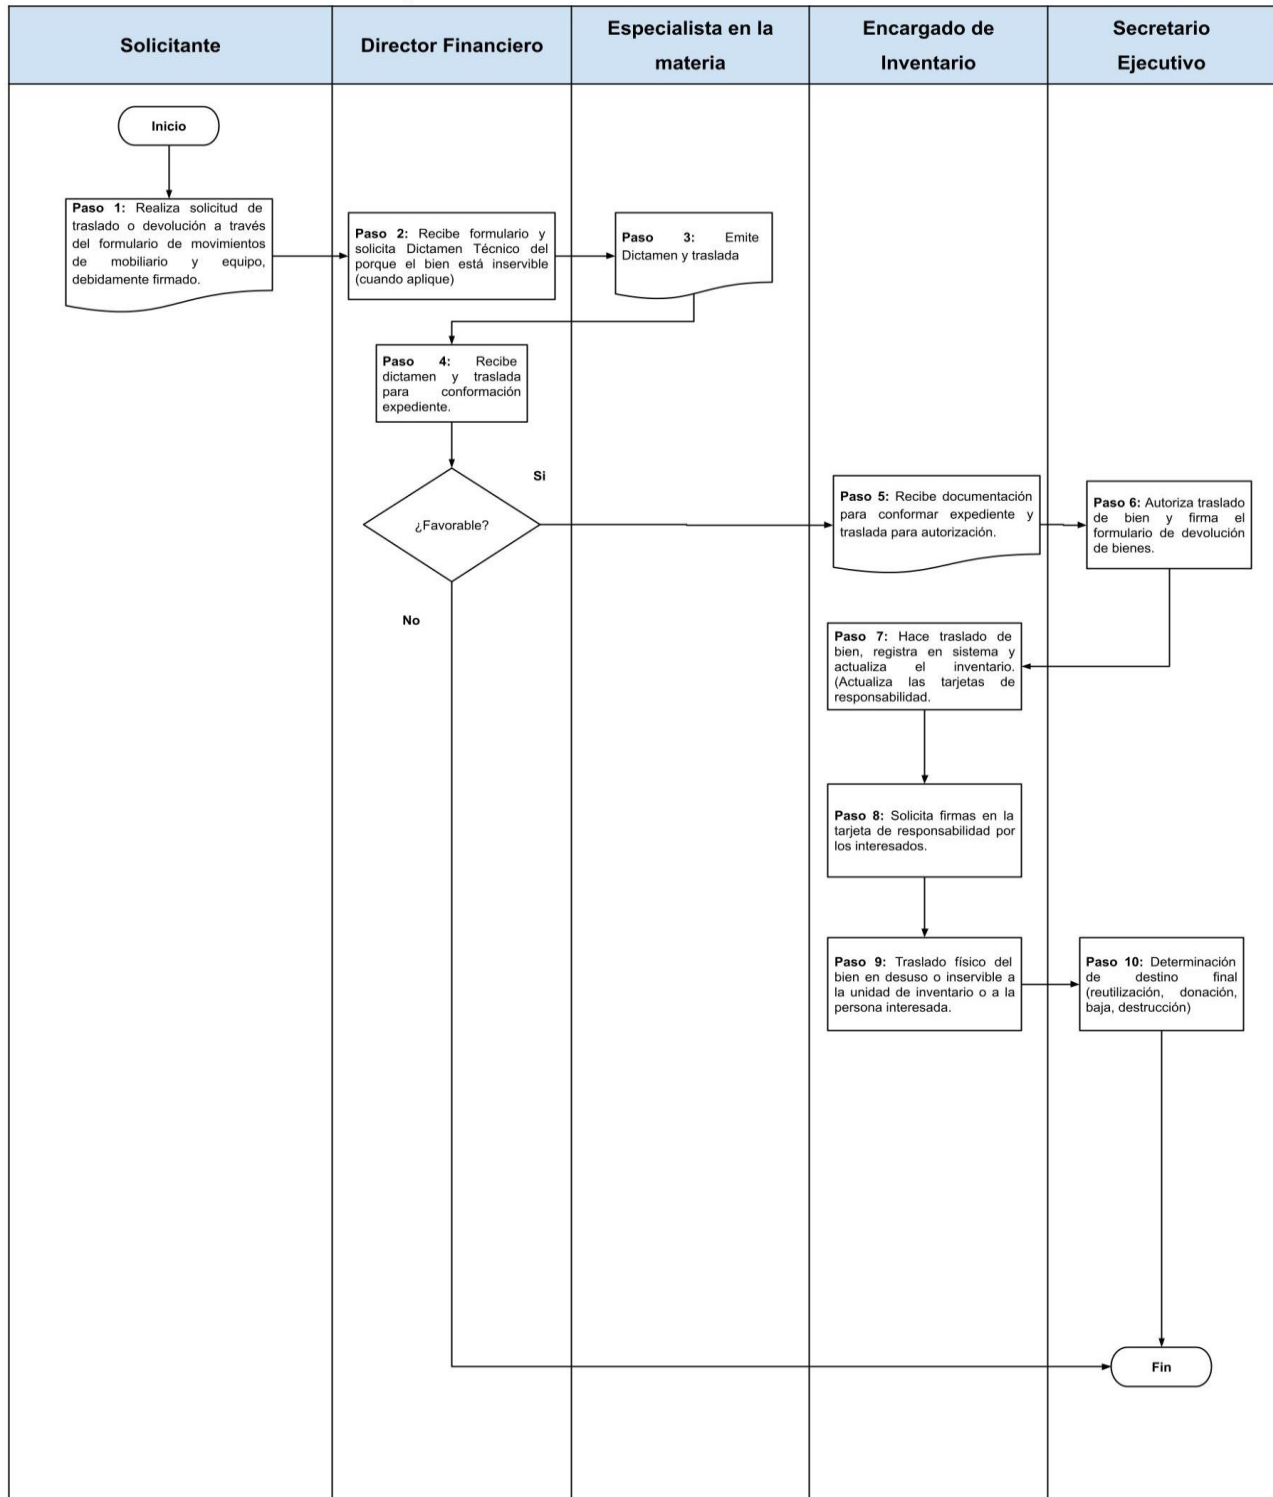 Solicitante
Director Financiero
Especialista en la
materia
Encargado de
Inventario
Secretario
Ejecutivo
Inicio
Paso 1: Realiza solicitud de
traslado o devolución a través
del formulario de movimientos
de mobiliario y equipo,
debidamente firmado.
Paso 2: Recibe formulario y
solicita Dictamen Técnico del
porque el bien está inservible
(cuando aplique)
Paso 3: Emite
Dictamen y traslada
Paso 4: Recibe
dictamen y traslada
para conformación
expediente.
¿Favorable?
Si
No
Paso 5: Recibe documentación
para conformar expediente y
traslada para autorización.
Paso 6: Autoriza traslado
de bien y firma el
formulario de devolución
de bienes.
Paso 7: Hace traslado de
bien, registra en sistema y
actualiza el inventario.
(Actualiza las tarjetas de
responsabilidad.
Paso 8: Solicita firmas en la
tarjeta de responsabilidad por
los interesados.
Paso 9: Traslado físico del
bien en desuso o inservible a
la unidad de inventario o a la
persona interesada.
Paso 10: Determinación
de destino final
(reutilización, donación,
baja, destrucción)
Fin